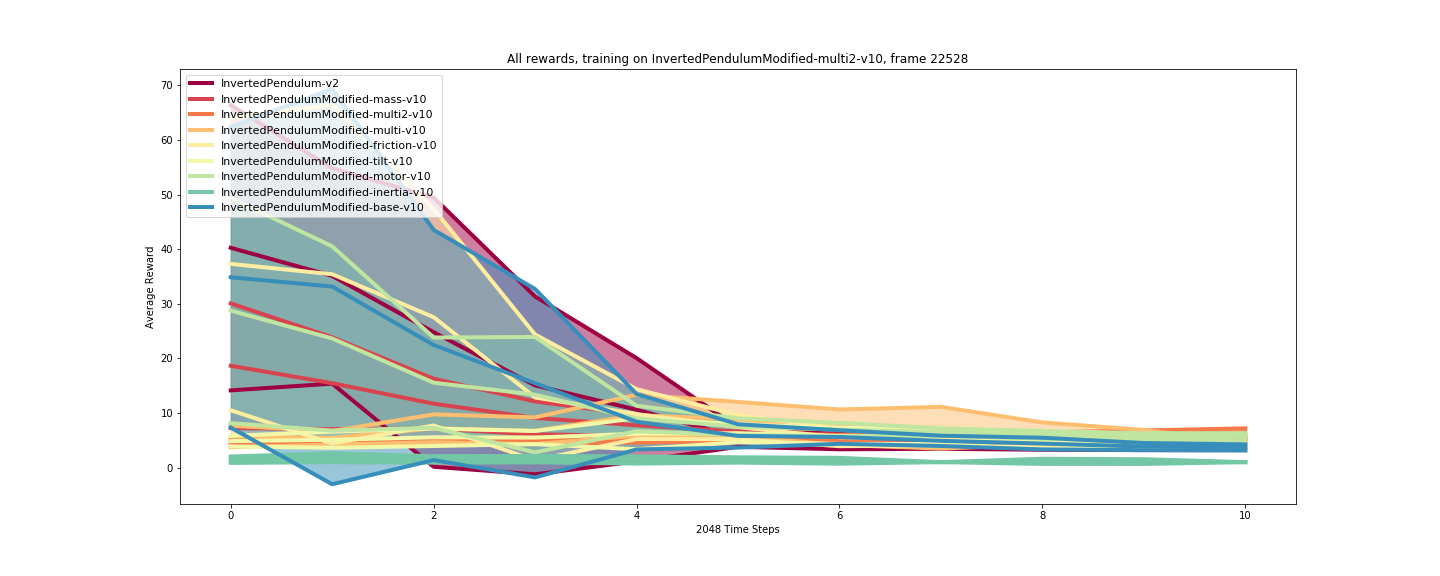 All rewards, training on InvertedPendulumModified-multi2-v10, frame 22528
InvertedPendulum-v2
InvertedPendulumModified-mass-v10
InvertedPendulumModified-multi2-v10
InvertedPendulumModified-multi-v10
InvertedPendulumModified-friction-v10
InvertedPendulumModified-tilt-v10
InvertedPendulumModified-motor-v10
InvertedPendulumModified-inertia-v10
InvertedPendulumModified-base-v10
70
60
50
40
30
20
10
0
Average Reward
0 2 4 6 8 10
2048 Time Steps